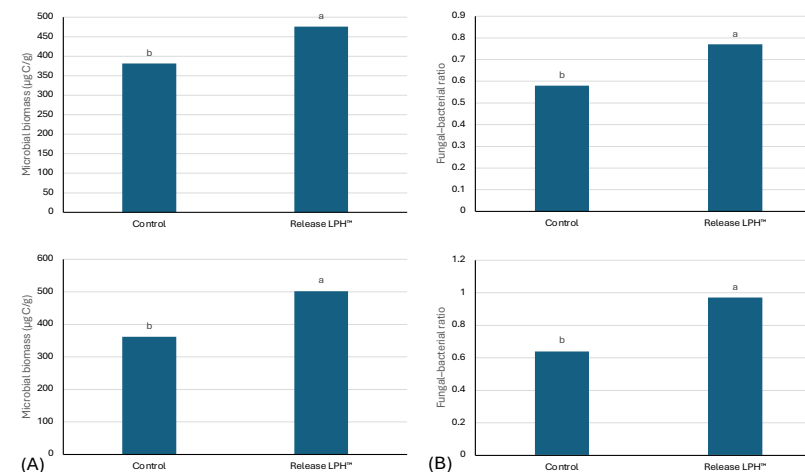 Microbial biomass (µg C/g)
500
450
400
350
300
250
200
150
100
50
0
b
a
Control
Release LPH™
Fungal–bacterial ratio
0.9
0.8
0.7
0.6
0.5
0.4
0.3
0.2
0.1
0
b
a
Control
Release LPH™
Microbial biomass (µg C/g)
600
500
400
300
200
100
0
b
a
Control
Release LPH™
(A)
Fungal–bacterial ratio
1.2
1
0.8
0.6
0.4
0.2
0
b
a
Control
Release LPH™
(B)